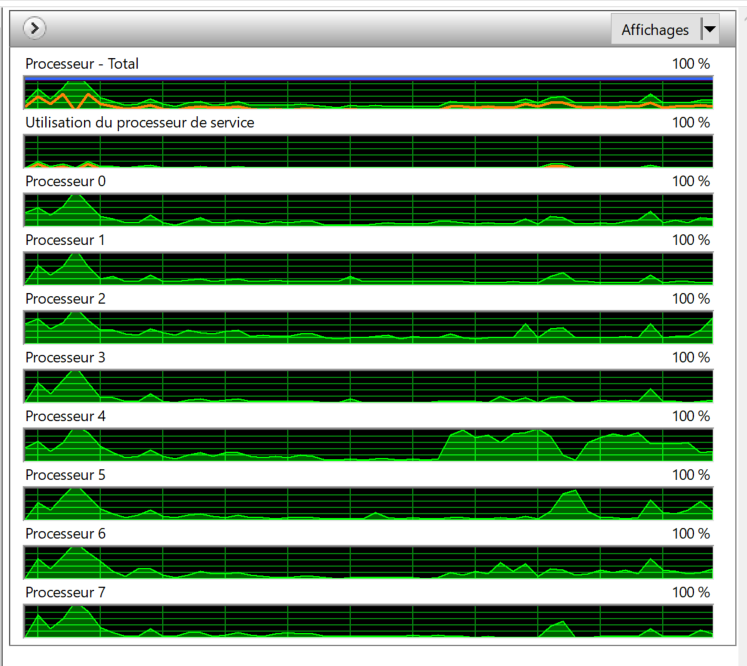 Affichages
Processeur - Total 100 %
Utilisation du processeur de service 100 %
Processeur 0 100 %
Processeur 1 100 %
Processeur 2 100 %
Processeur 3 100 %
Processeur 4 100 %
Processeur 5 100 %
Processeur 6 100 %
Processeur 7 100 %